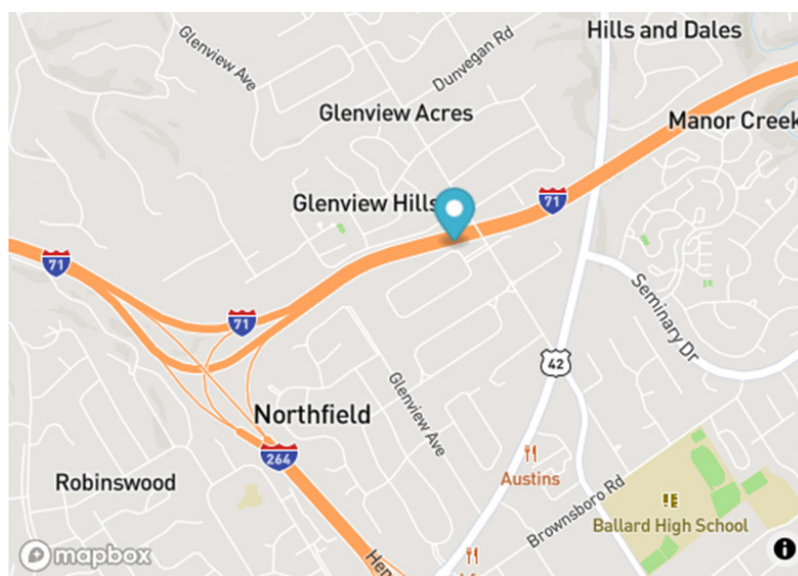 Glenview Ave
Dunvegan Rd
Hills and Dales
Glenview Acres
Manor Creek
Glenview Hills
71
71
71
Seminary Dr
42
Glenview Ave
Northfield
264
Robinswood
Austins
Brownsboro Rd
Ballard High School
Hen
mapbox
i